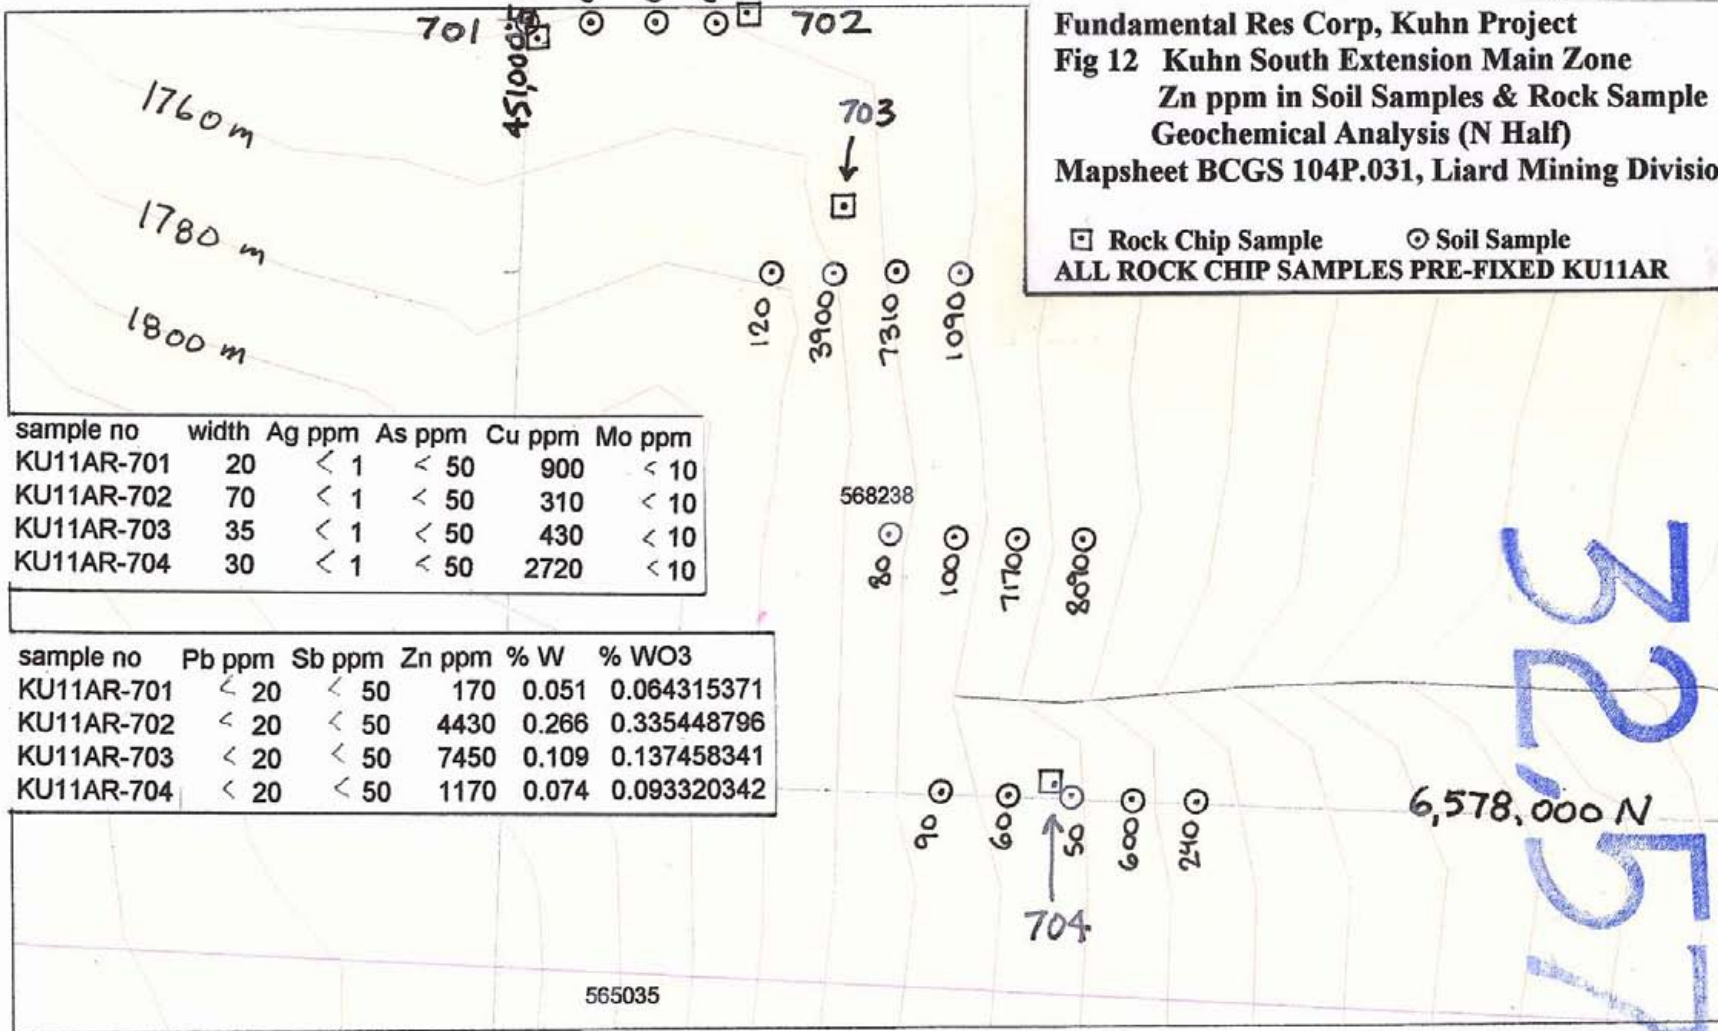 701
702
451,000
Fundamental Res Corp, Kuhn Project
Fig 12 Kuhn South Extension Main Zone
Zn ppm in Soil Samples & Rock Sample
Geochemical Analysis (N Half)
Mapsheet BCGS 104P.031, Liard Mining Divisio
Rock Chip Sample Soil Sample
ALL ROCK CHIP SAMPLES PRE-FIXED KU11AR
1760 m
703
1780 m
1800 m
120 3900 7310 1090
sample no width Ag ppm As ppm Cu ppm Mo ppm
KU11AR-701 20 < 1 < 50 900 < 10
KU11AR-702 70 < 1 < 50 310 < 10
KU11AR-703 35 < 1 < 50 430 < 10
KU11AR-704 30 < 1 < 50 2720 < 10
568238
80 100 7170 8090
sample no Pb ppm Sb ppm Zn ppm % W % WO3
KU11AR-701 < 20 < 50 170 0.051 0.064315371
KU11AR-702 < 20 < 50 4430 0.266 0.335448796
KU11AR-703 < 20 < 50 7450 0.109 0.137458341
KU11AR-704 < 20 < 50 1170 0.074 0.093320342
90 60 50 600 240
6,578,000 N
704
565035
32,57